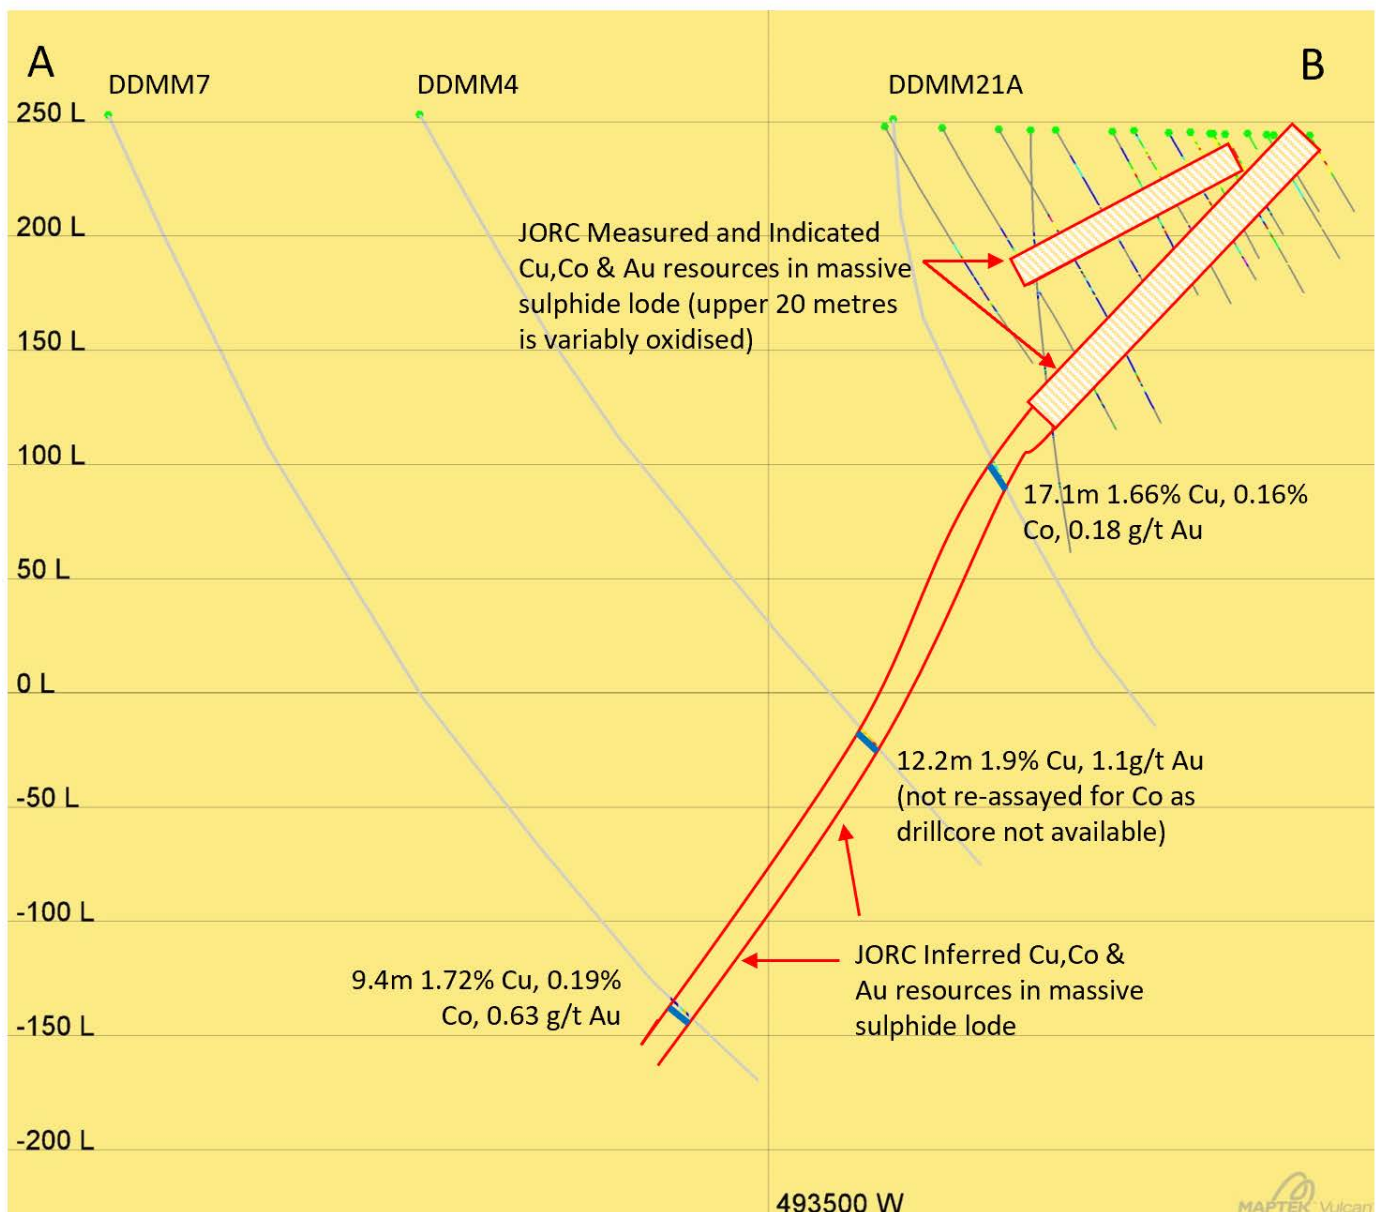 A
B
DDMM7
DDMM4
DDMM21A
250 L
200 L
JORC Measured and Indicated
Cu,Co & Au resources in massive
sulphide lode (upper 20 metres
is variably oxidised)
150 L
100 L
17.1m 1.66% Cu, 0.16%
Co, 0.18 g/t Au
50 L
0 L
12.2m 1.9% Cu, 1.1g/t Au
(not re-assayed for Co as
drillcore not available)
-50 L
-100 L
JORC Inferred Cu,Co &
Au resources in massive
sulphide lode
9.4m 1.72% Cu, 0.19%
Co, 0.63 g/t Au
-150 L
-200 L
493500 W
MAPTEK Vulcan